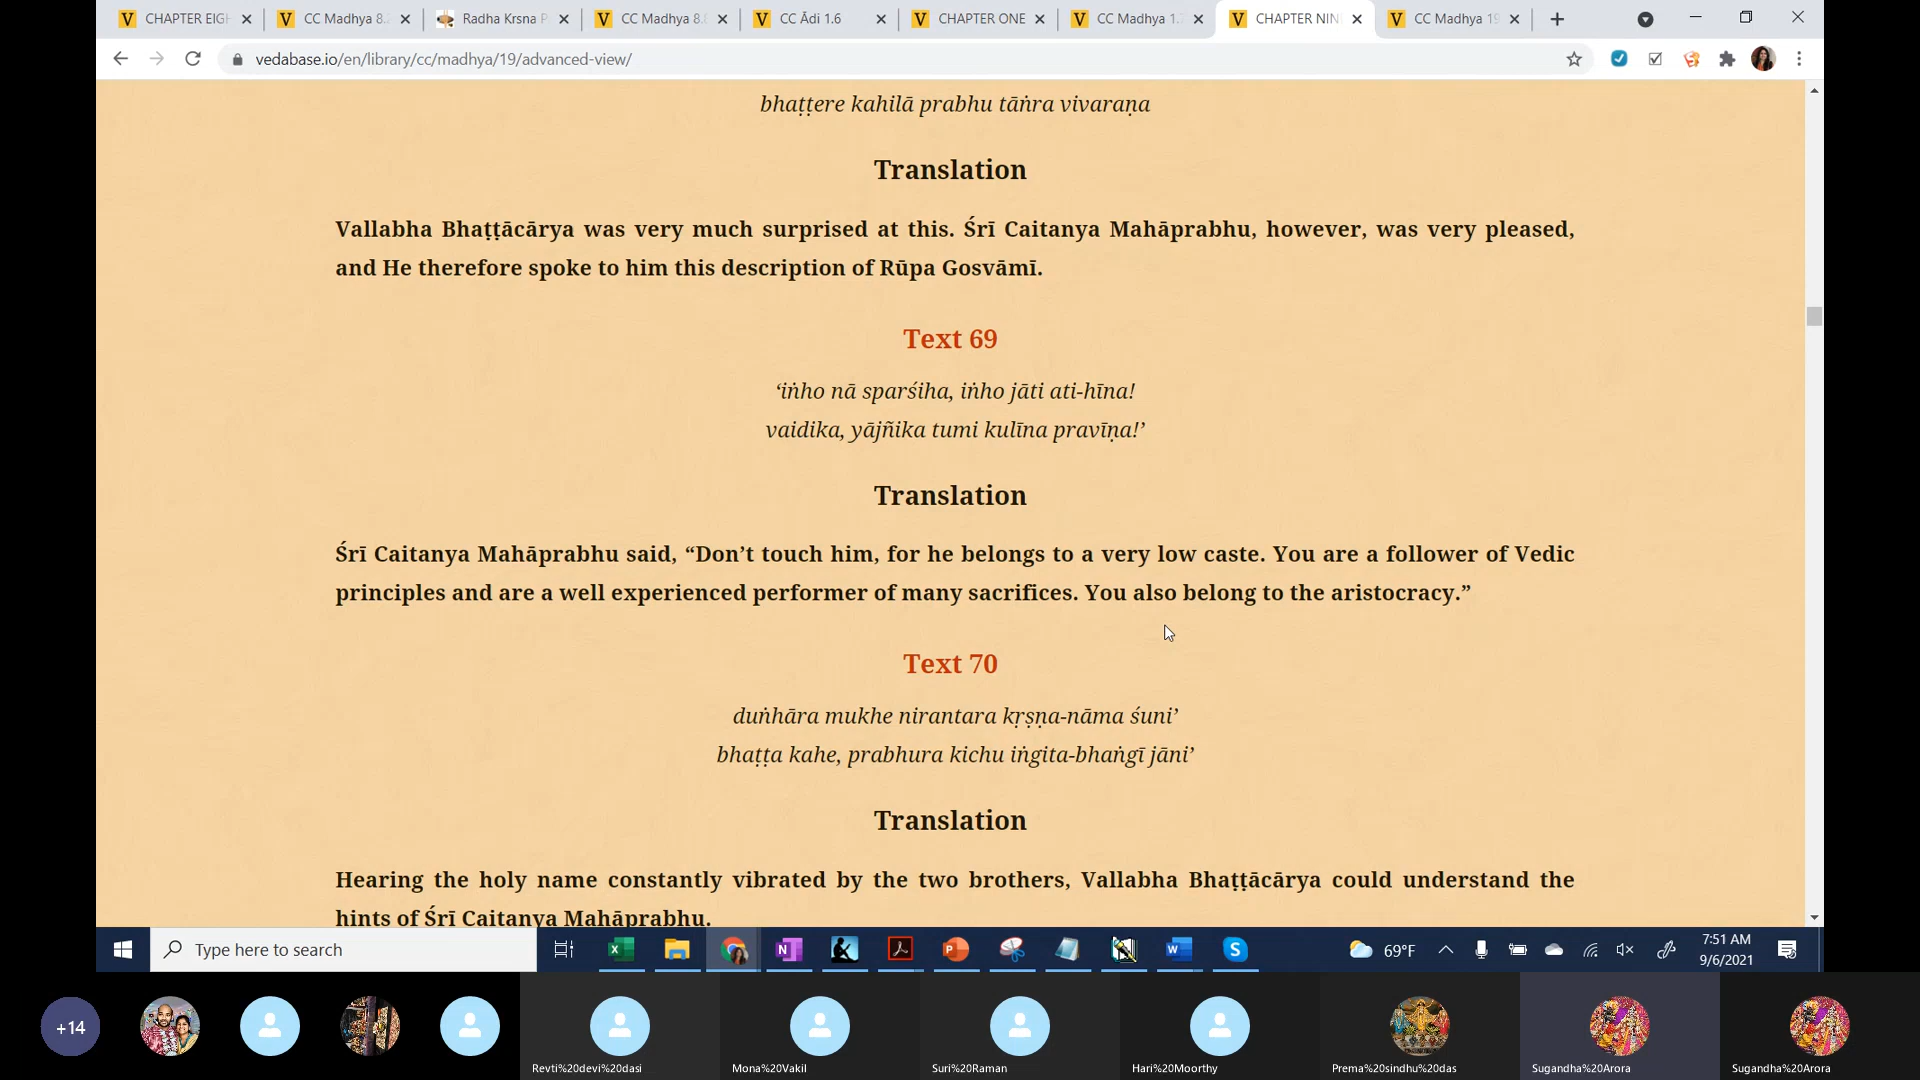 CHAPTER EIGH
CC Madhya 8.
Radha Krsna P
CC Madhya 8.
CC Ādi 1.6
CHAPTER ONE
CC Madhya 1.
CHAPTER NIN
CC Madhya 19
vedabase.io/en/library/cc/madhya/19/advanced-view/
bhaṭṭere kahilā prabhu tāṅra vivaraṇa
Translation
Vallabha Bhaṭṭācārya was very much surprised at this. Śrī Caitanya Mahāprabhu, however, was very pleased,
and He therefore spoke to him this description of Rūpa Gosvāmī.
Text 69
‘iṅho nā sparśiha, iṅho jāti ati-hīna!
vaidika, yājñika tumi kulīna pravīṇa!’
Translation
Śrī Caitanya Mahāprabhu said, “Don’t touch him, for he belongs to a very low caste. You are a follower of Vedic
principles and are a well experienced performer of many sacrifices. You also belong to the aristocracy.”
Text 70
duṅhāra mukhe nirantara kṛṣṇa-nāma śuni’
bhaṭṭa kahe, prabhura kichu iṅgita-bhaṅgī jāni’
Translation
Hearing the holy name constantly vibrated by the two brothers, Vallabha Bhaṭṭācārya could understand the
hints of Śrī Caitanya Mahāprabhu.
Type here to search
69°F
7:51 AM
9/6/2021
+14
Revti%20devi%20dasi
Mona%20Vakil
Suri%20Raman
Hari%20Moorthy
Prema%20sindhu%20das
Sugandha%20Arora
Sugandha%20Arora